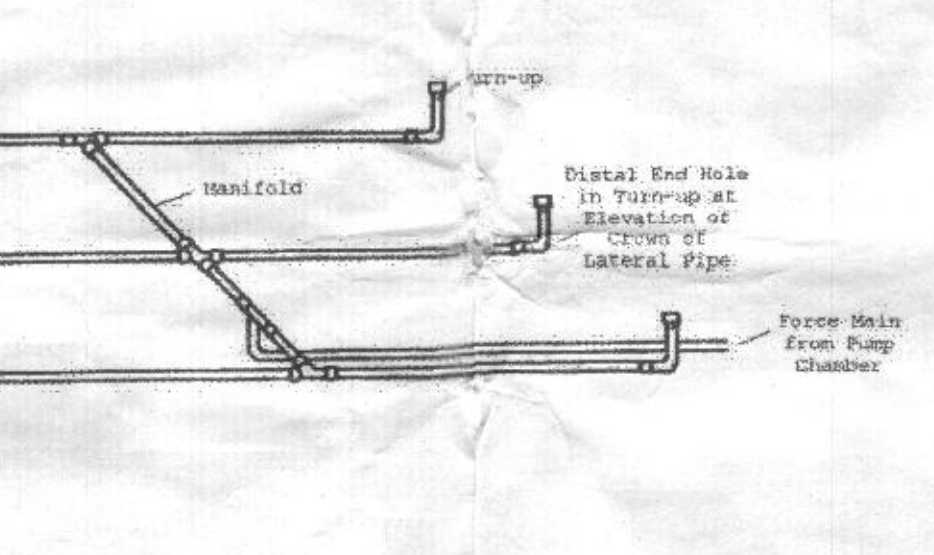 urn-up
Manifold
Distal End Hole
in Turn-up at
Elevation of
Crown of
Lateral Pipe
Force Main
from Pump
Chamber